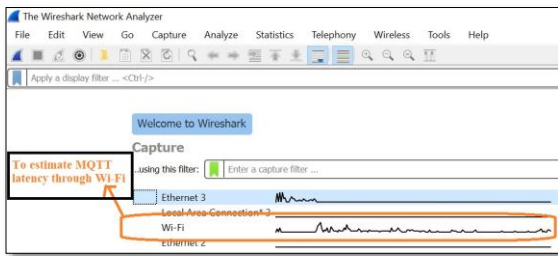 The Wireshark Network Analyzer
File Edit View Go Capture Analyze Statistics Telephony Wireless Tools Help
Apply a display filter ... <Ctrl-/>
Welcome to Wireshark
Capture
...using this filter: Enter a capture filter ...
To estimate MQTT
latency through Wi-Fi
Ethernet 3
Local Area Connection* 2
Wi-Fi
Ethernet 2